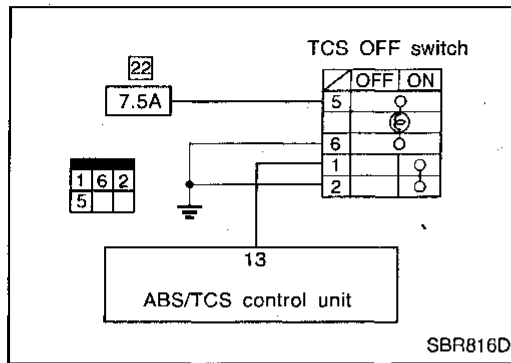 TCS OFF switch
22
OFF ON
7.5A
5
6
1
2
1 6 2
5
13
ABS/TCS control unit
SBR816D